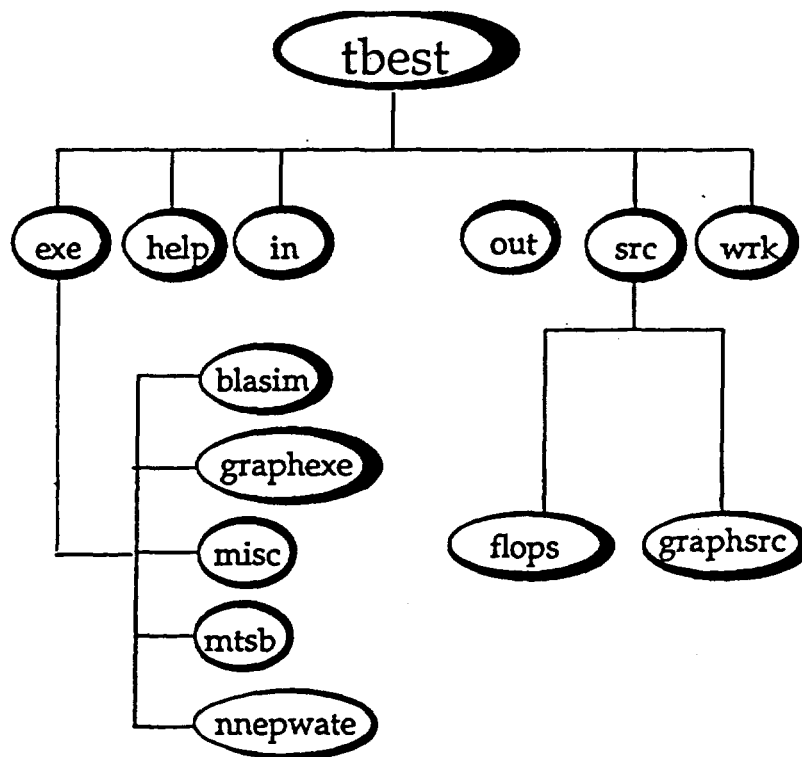 tbest
exe help in out src wrk
blasim
graphexe
misc
mtsb
nnepwate
flops graphsrc